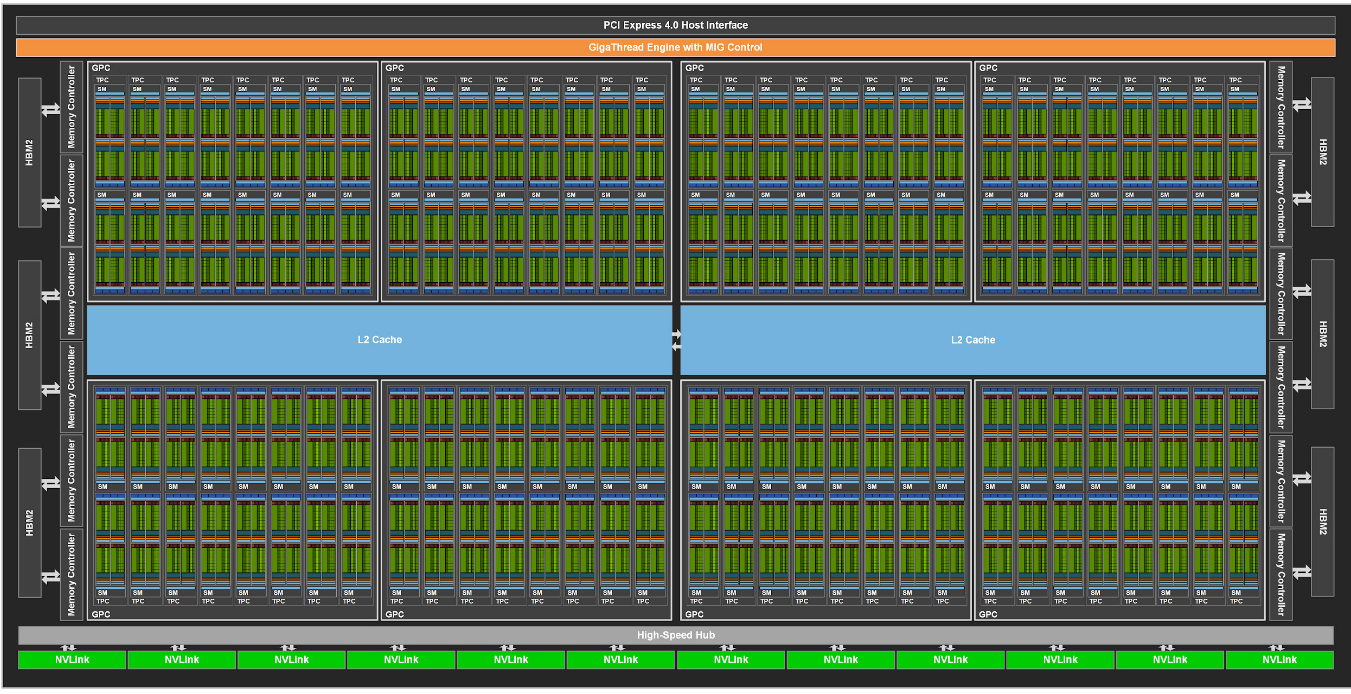 PCI Express 4.0 Host Interface
GigaThread Engine with MIG Control
GPC GPC GPC GPC
TPC TPC TPC TPC TPC TPC TPC TPC TPC TPC TPC TPC TPC TPC TPC TPC TPC TPC TPC TPC TPC TPC TPC TPC TPC TPC TPC TPC TPC TPC TPC TPC
SM SM SM SM SM SM SM SM SM SM SM SM SM SM SM SM SM SM SM SM SM SM SM SM SM SM SM SM SM SM SM SM
SM SM SM SM SM SM SM SM SM SM SM SM SM SM SM SM SM SM SM SM SM SM SM SM SM SM SM SM SM SM SM SM
HBM2
HBM2
HBM2
Memory Controller
Memory Controller
Memory Controller
Memory Controller
Memory Controller
Memory Controller
L2 Cache L2 Cache
Memory Controller
Memory Controller
Memory Controller
Memory Controller
Memory Controller
Memory Controller
HBM2
HBM2
HBM2
SM SM SM SM SM SM SM SM SM SM SM SM SM SM SM SM SM SM SM SM SM SM SM SM SM SM SM SM SM SM SM SM
SM SM SM SM SM SM SM SM SM SM SM SM SM SM SM SM SM SM SM SM SM SM SM SM SM SM SM SM SM SM SM SM
TPC TPC TPC TPC TPC TPC TPC TPC TPC TPC TPC TPC TPC TPC TPC TPC TPC TPC TPC TPC TPC TPC TPC TPC TPC TPC TPC TPC TPC TPC TPC TPC
GPC GPC GPC GPC
High-Speed Hub
NVLink NVLink NVLink NVLink NVLink NVLink NVLink NVLink NVLink NVLink NVLink NVLink